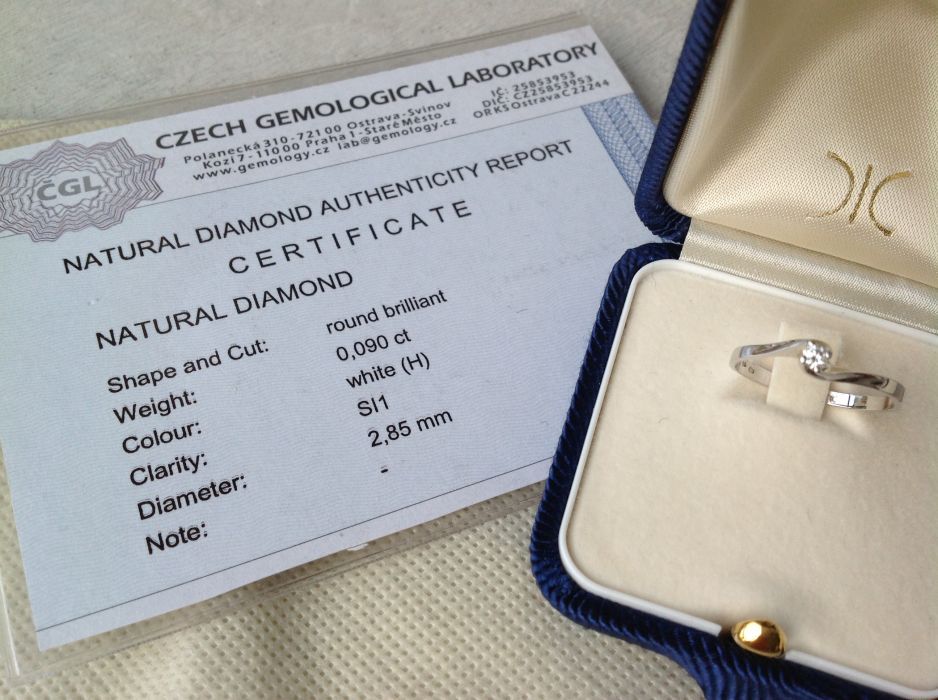 CZECH GEMOLOGICAL LABORATORY
Polanecká 310 - 721 00 Ostrava - Svinov
Kozí 7 - 11000 Praha 1 - Staré Město
www.gemology.cz lab@gemology.cz
IČ: 25853953
DIČ: CZ25853953
OR KS Ostrava C 22244
ČGL
NATURAL DIAMOND AUTHENTICITY REPORT
CERTIFICATE
NATURAL DIAMOND
Shape and Cut: round brilliant
Weight: 0,090 ct
Colour: white (H)
Clarity: SI1
Diameter: 2,85 mm
Note: -
DIC